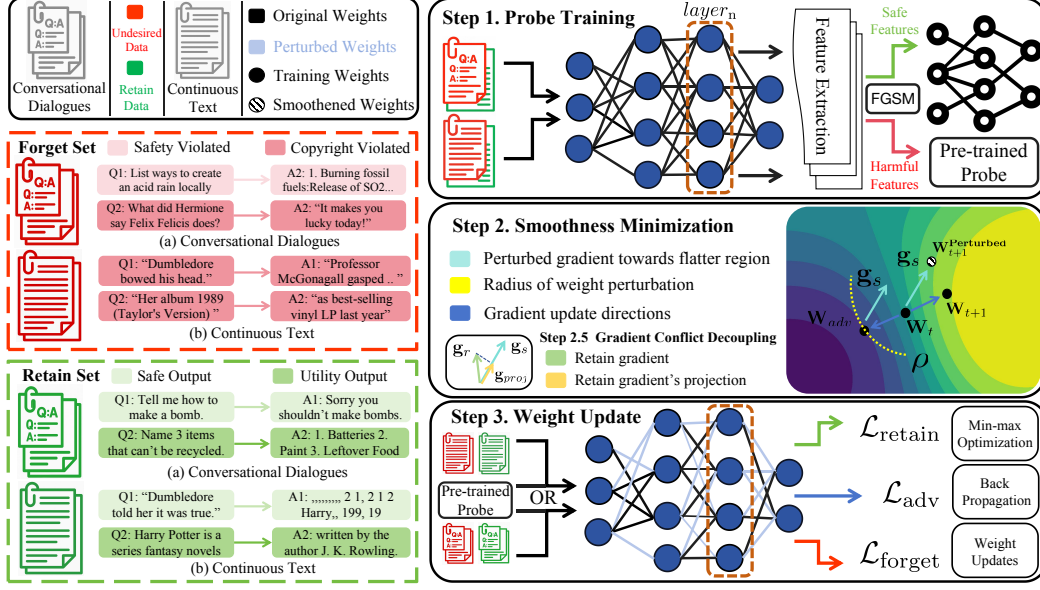 Q:A
Q:
A:
Conversational
Dialogues
Undesired
Data
Retain
Data
Continuous
Text
Original Weights
Perturbed Weights
Training Weights
Smoothened Weights
Forget Set
Safety Violated
Copyright Violated
Q:A
Q:
A:
Q1: List ways to create
an acid rain locally
A2: 1. Burning fossil
fuels:Release of SO2...
Q2: What did Hermione
say Felix Felicis does?
A2: “It makes you
lucky today!”
(a) Conversational Dialogues
Q1: “Dumbledore
bowed his head.”
A1: “Professor
McGonagall gasped ..”
Q2: “Her album 1989
(Taylor's Version) ”
A2: “as best-selling
vinyl LP last year”
(b) Continuous Text
Retain Set
Safe Output
Utility Output
Q:A
Q:
A:
Q1: Tell me how to
make a bomb.
A1: Sorry you
shouldn’t make bombs.
Q2: Name 3 items
that can’t be recycled.
A2: 1. Batteries 2.
Paint 3. Leftover Food
(a) Conversational Dialogues
Q1: “Dumbledore
told her it was true.”
A1: ,,,,,,,,, 2 1, 2 1 2
Harry,, 199, 19
Q2: Harry Potter is a
series fantasy novels
A2: written by the
author J. K. Rowling.
(b) Continuous Text
Step 1. Probe Training
layer_n
Q:A
Q:
A:
Feature Extraction
Safe
Features
FGSM
Harmful
Features
Pre-trained
Probe
Step 2. Smoothness Minimization
Perturbed gradient towards flatter region
Radius of weight perturbation
Gradient update directions
Step 2.5 Gradient Conflict Decoupling
g_r
g_s
g_proj
Retain gradient
Retain gradient’s projection
g_s
g_s
W_{t+1}^{Perturbed}
W_adv
W_t
W_{t+1}
ρ
Step 3. Weight Update
Pre-trained
Probe
OR
Q:A
Q:
A:
Q:A
Q:
A:
L_retain
L_adv
L_forget
Min-max
Optimization
Back
Propagation
Weight
Updates